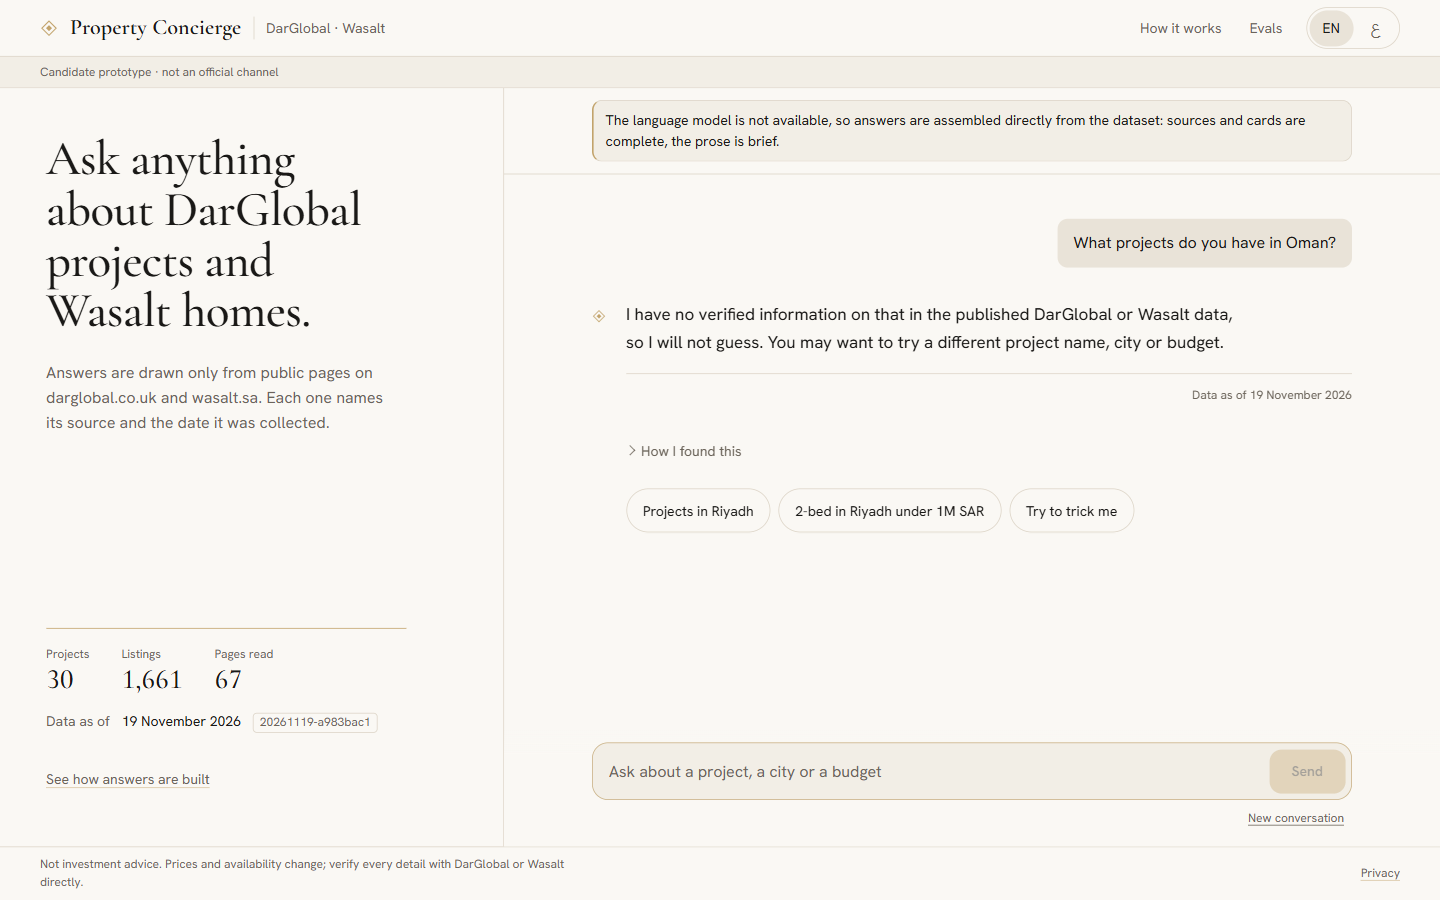 Property Concierge
DarGlobal · Wasalt
How it works
Evals
EN
ع
Candidate prototype · not an official channel
Ask anything
about DarGlobal
projects and
Wasalt homes.
Answers are drawn only from public pages on
darglobal.co.uk and wasalt.sa. Each one names
its source and the date it was collected.
Projects
30
Listings
1,661
Pages read
67
Data as of 19 November 2026 20261119-a983bac1
See how answers are built
The language model is not available, so answers are assembled directly from the dataset: sources and cards are
complete, the prose is brief.
What projects do you have in Oman?
I have no verified information on that in the published DarGlobal or Wasalt data,
so I will not guess. You may want to try a different project name, city or budget.
Data as of 19 November 2026
How I found this
Projects in Riyadh
2-bed in Riyadh under 1M SAR
Try to trick me
Ask about a project, a city or a budget
Send
New conversation
Not investment advice. Prices and availability change; verify every detail with DarGlobal or Wasalt
directly.
Privacy